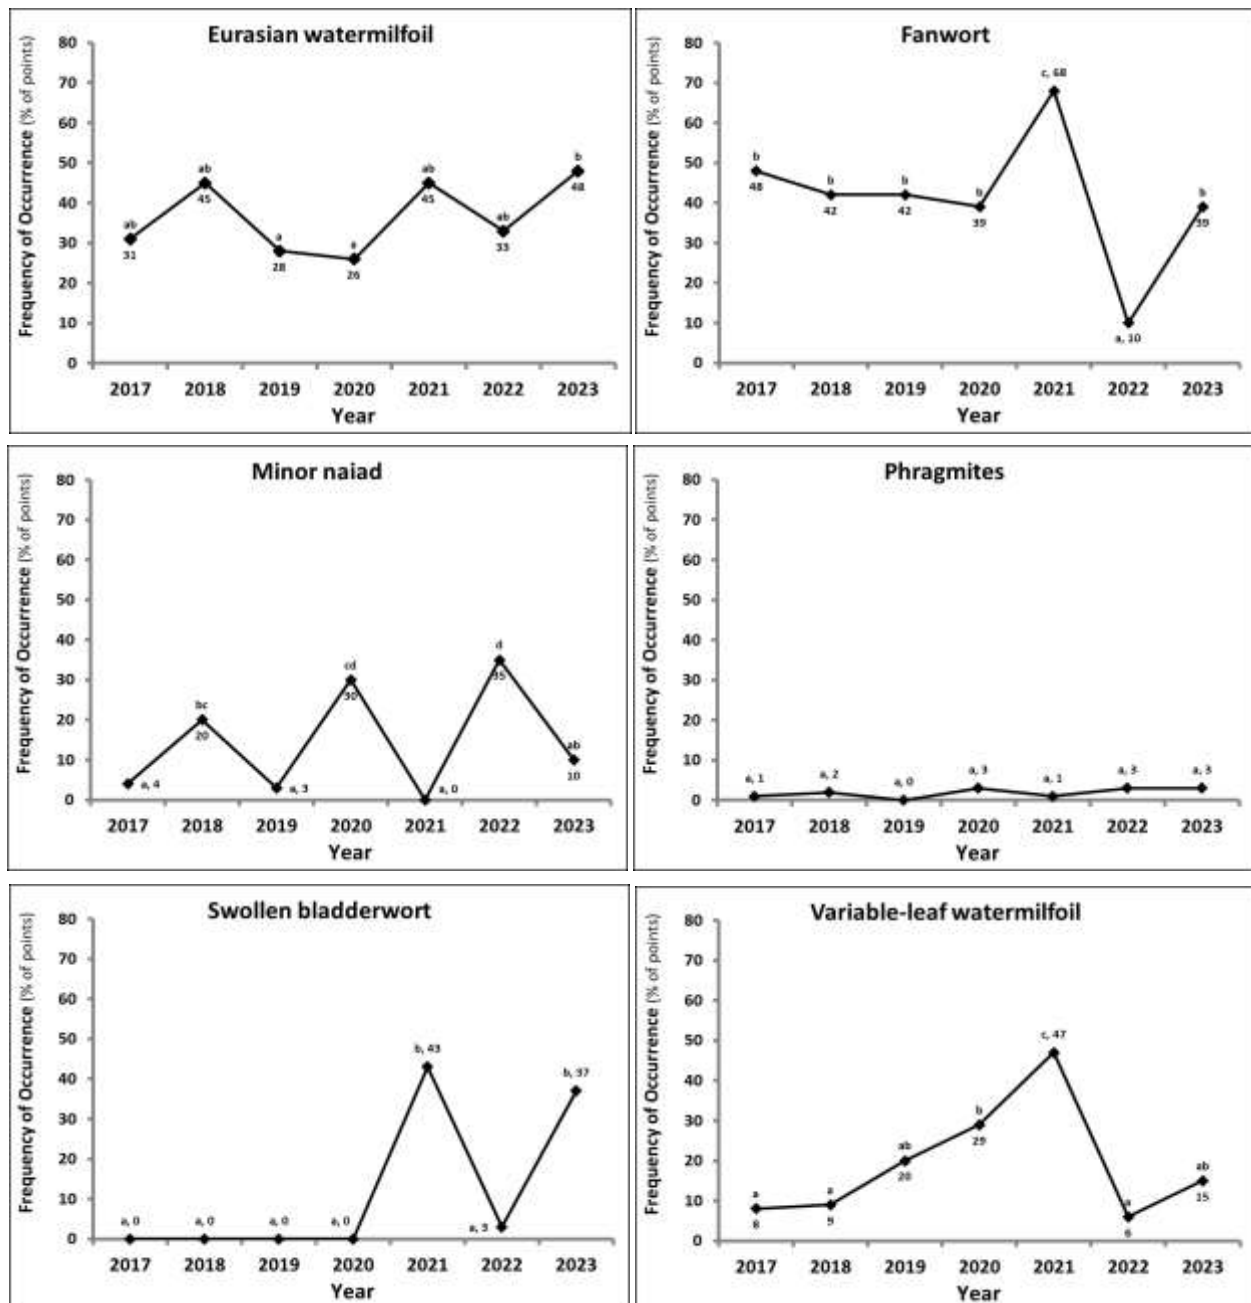 Eurasian watermilfoil
Frequency of Occurrence (% of points)
80
70
60
50
40
30
20
10
0
ab
31
ab
45
a
28
a
26
ab
45
ab
33
b
48
2017 2018 2019 2020 2021 2022 2023
Year
Fanwort
Frequency of Occurrence (% of points)
80
70
60
50
40
30
20
10
0
b
48
b
42
b
42
b
39
c, 68
a, 10
b
39
2017 2018 2019 2020 2021 2022 2023
Year
Minor naiad
Frequency of Occurrence (% of points)
80
70
60
50
40
30
20
10
0
a, 4
bc
20
a, 3
cd
30
a, 0
d
35
ab
10
2017 2018 2019 2020 2021 2022 2023
Year
Phragmites
Frequency of Occurrence (% of points)
80
70
60
50
40
30
20
10
0
a, 1
a, 2
a, 0
a, 3
a, 1
a, 3
a, 3
2017 2018 2019 2020 2021 2022 2023
Year
Swollen bladderwort
Frequency of Occurrence (% of points)
80
70
60
50
40
30
20
10
0
a, 0
a, 0
a, 0
a, 0
b, 43
a, 3
b, 37
2017 2018 2019 2020 2021 2022 2023
Year
Variable-leaf watermilfoil
Frequency of Occurrence (% of points)
80
70
60
50
40
30
20
10
0
a
8
a
9
ab
20
b
29
c, 47
a
6
ab
15
2017 2018 2019 2020 2021 2022 2023
Year